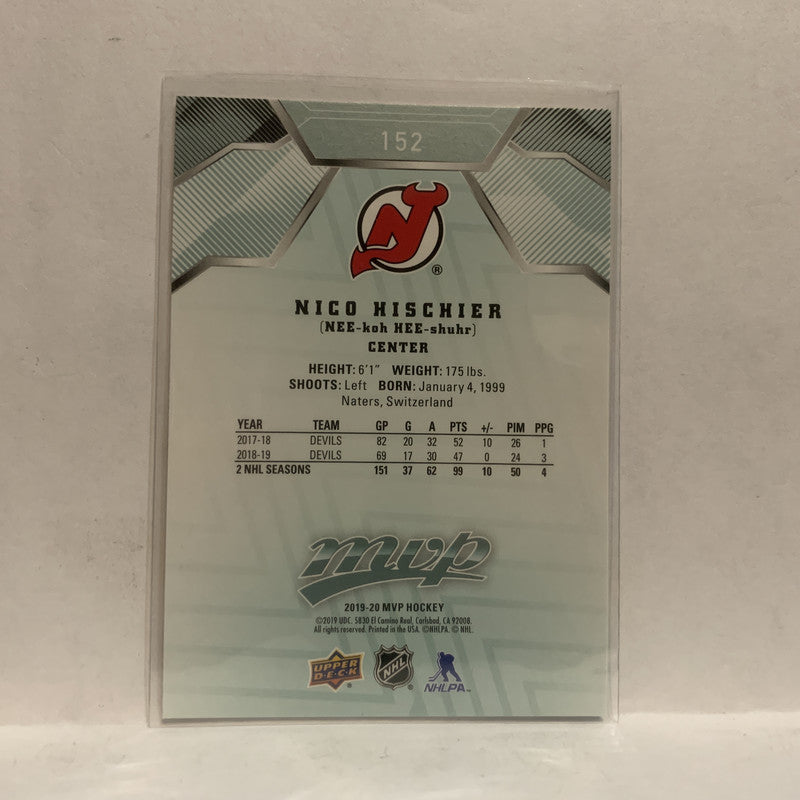 152
NJ
®
NICO HISCHIER
(NEE-koh HEE-shuhr)
CENTER
HEIGHT: 6'1" WEIGHT: 175 lbs.
SHOOTS: Left BORN: January 4, 1999
Naters, Switzerland
YEAR TEAM GP G A PTS +/- PIM PPG
2017-18 DEVILS 82 20 32 52 10 26 1
2018-19 DEVILS 69 17 30 47 0 24 3
2 NHL SEASONS 151 37 62 99 10 50 4
mvp
2019-20 MVP HOCKEY
©2019 UDC. 5830 El Camino Real, Carlsbad, CA 92008.
All rights reserved. Printed in the USA. ©NHLPA. © NHL.
UPPER DECK ® NHL ® NHLPA™